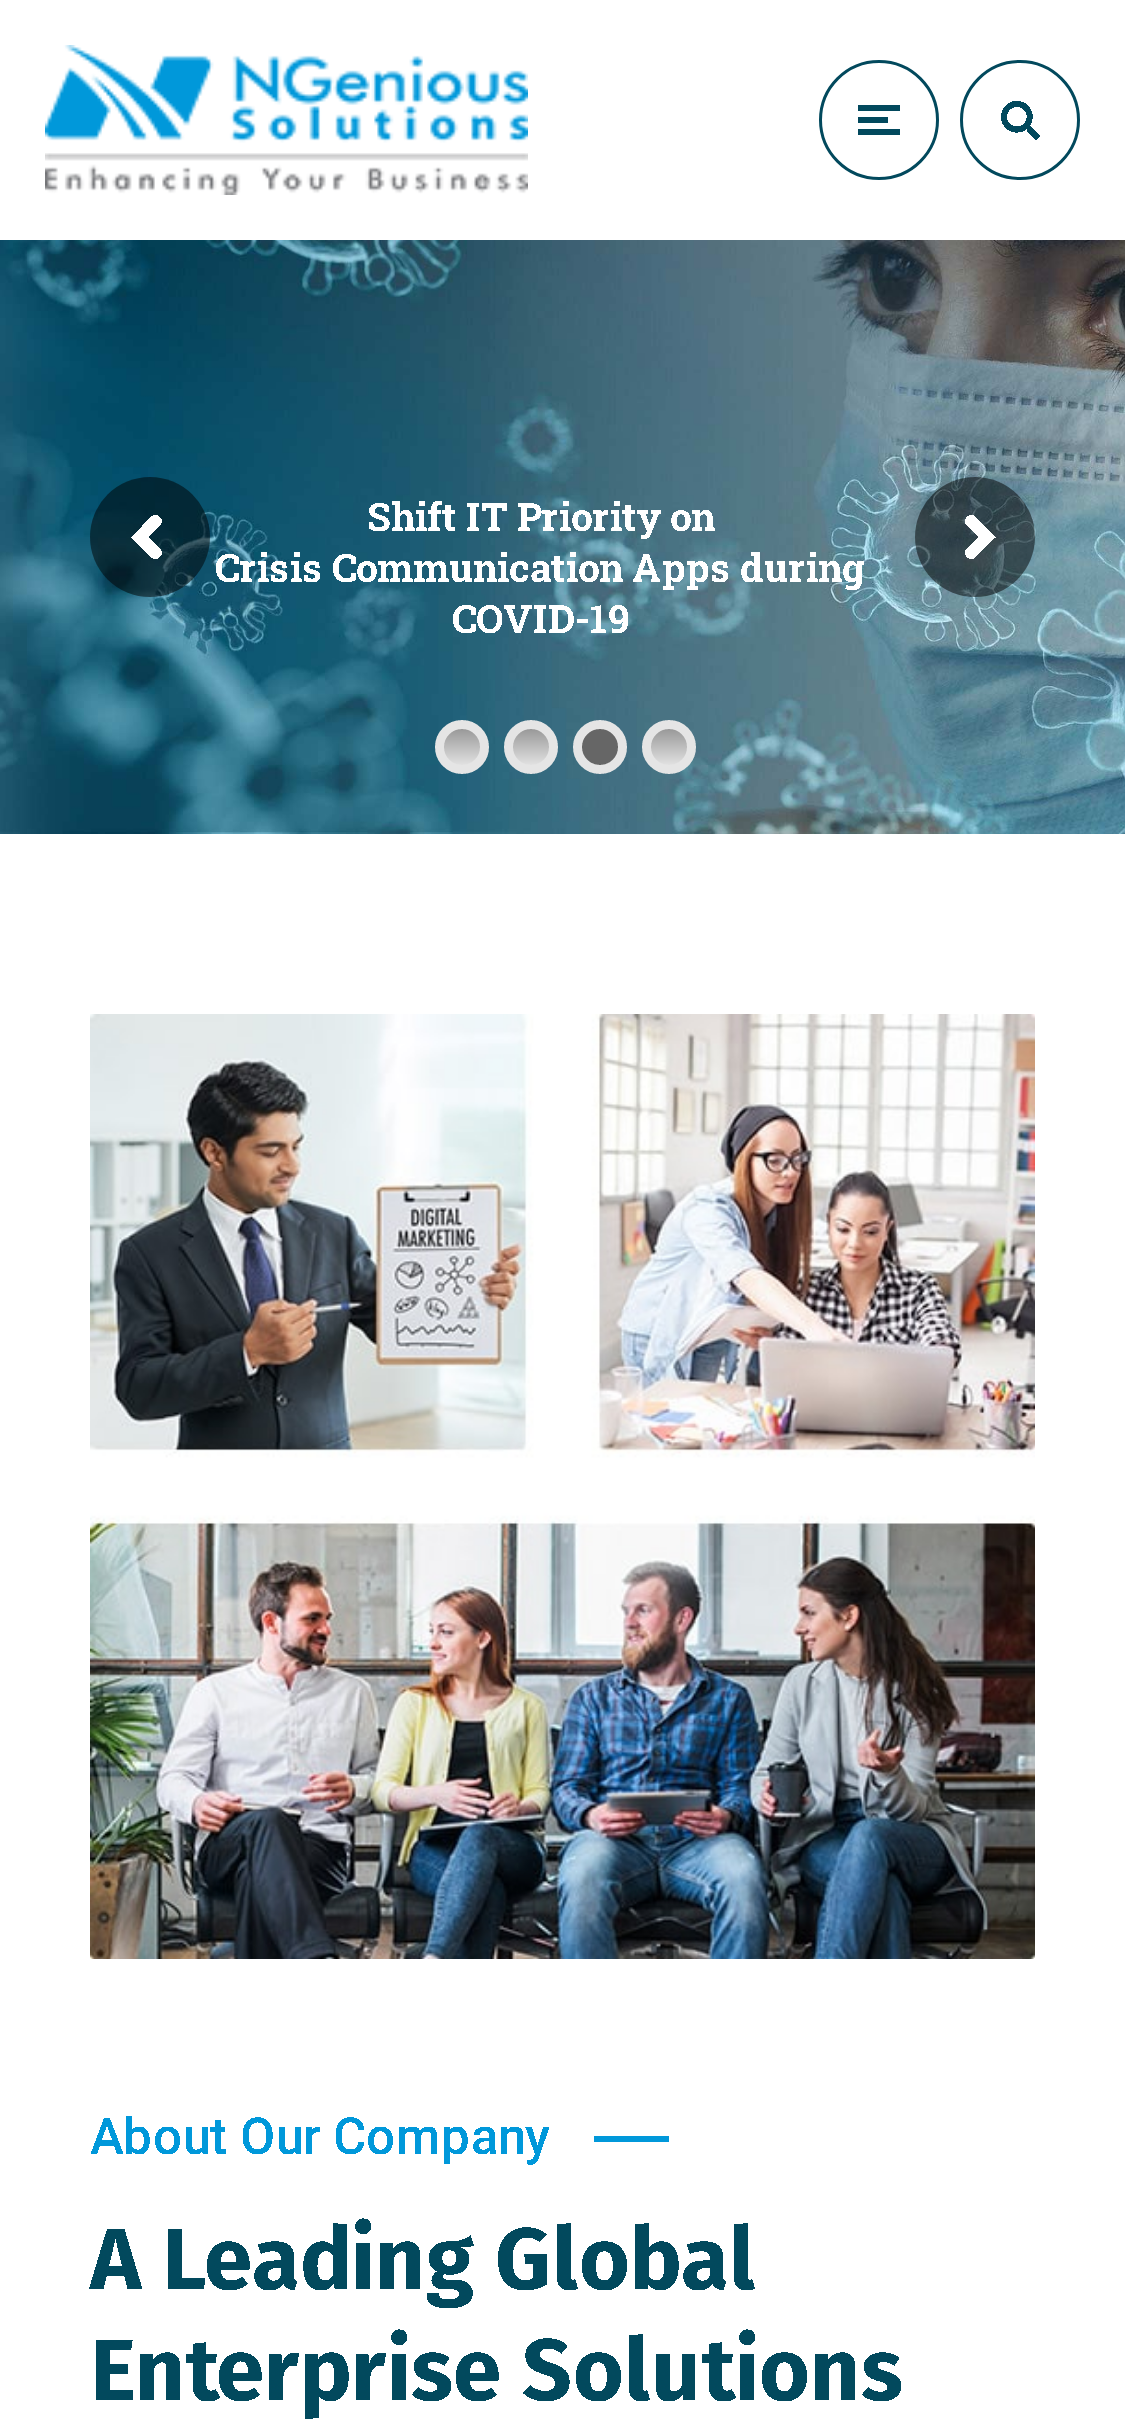 NGenious
Solutions
Enhancing Your Business
Shift IT Priority on
Crisis Communication Apps during
COVID-19
DIGITAL
MARKETING
About Our Company
A Leading Global
Enterprise Solutions